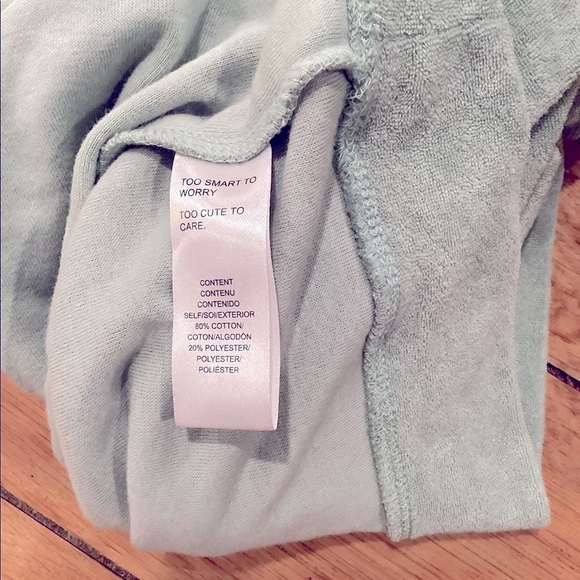 TOO SMART TO
WORRY
TOO CUTE TO
CARE.
CONTENT
CONTENU
CONTENIDO
SELF/SOI/EXTERIOR
80% COTTON/
COTON/ALGODÓN
20% POLYESTER/
POLYESTER/
POLIÉSTER